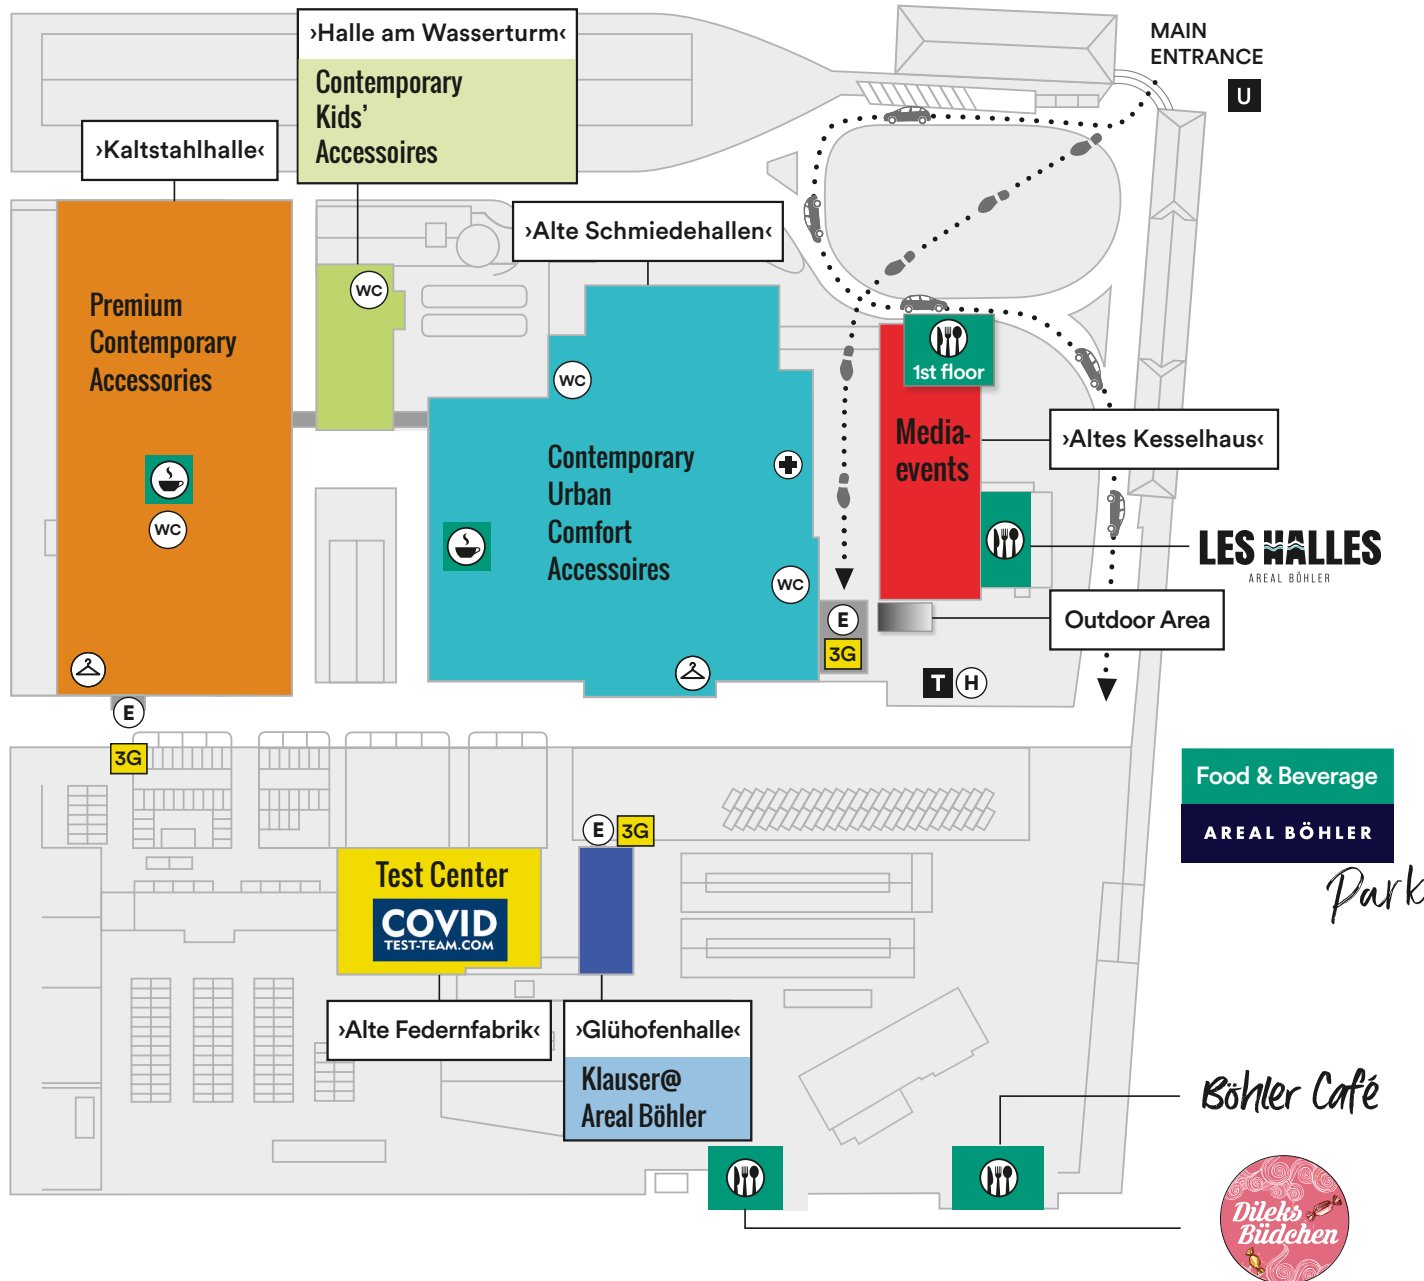 ›Halle am Wasserturm‹
Contemporary
Kids’
Accessoires
MAIN
ENTRANCE
U
›Kaltstahlhalle‹
›Alte Schmiedehallen‹
Premium
Contemporary
Accessories
WC
WC
1st floor
Media-
events
›Altes Kesselhaus‹
WC
Contemporary
Urban
Comfort
Accessoires
LES HALLES
AREAL BÖHLER
WC
E
3G
Outdoor Area
T
H
E
3G
Food & Beverage
AREAL BÖHLER
Park
E
3G
Test Center
COVID
TEST-TEAM.COM
›Alte Federnfabrik‹
›Glühofenhalle‹
Klauser@
Areal Böhler
Böhler Café
Dileks
Büdchen